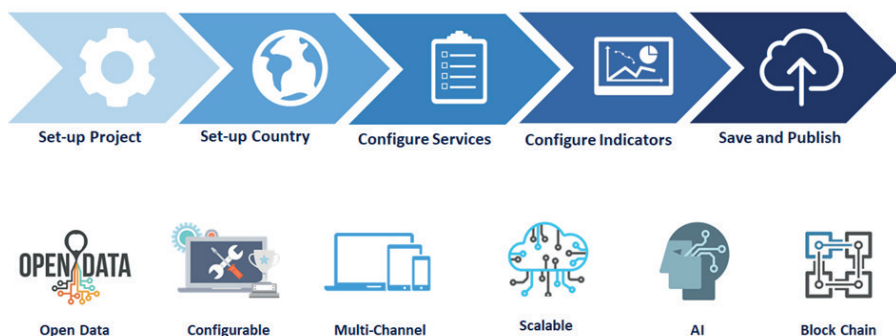 Set-up Project
Set-up Country
Configure Services
Configure Indicators
Save and Publish
OPEN DATA
Open Data
Configurable
Multi-Channel
Scalable
AI
Block Chain